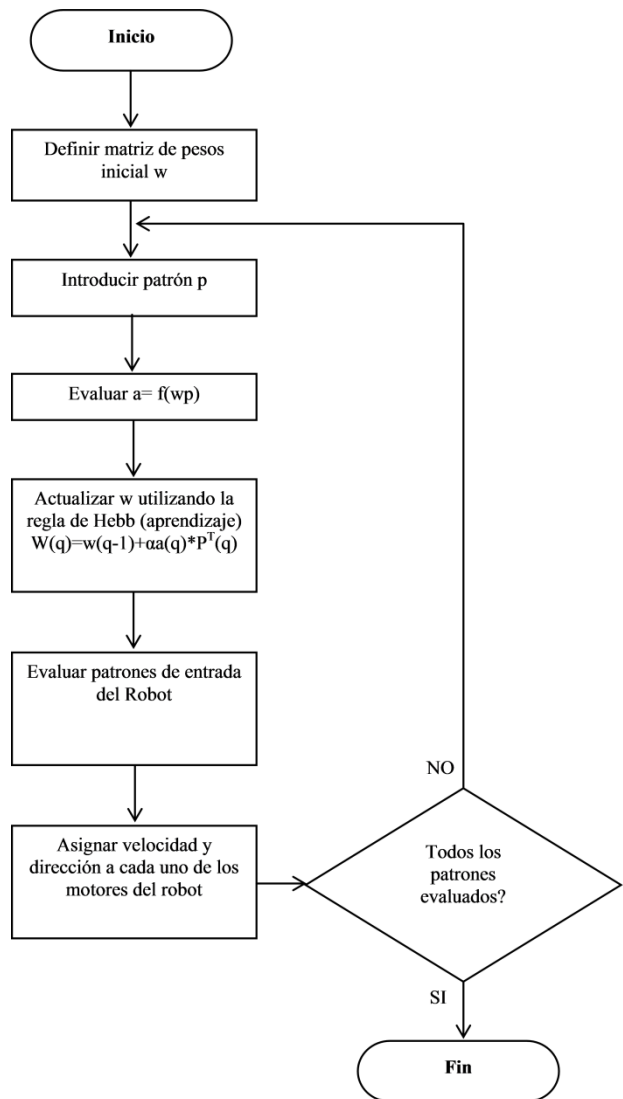 Inicio
Definir matriz de pesos
inicial w
Introducir patrón p
Evaluar a= f(wp)
Actualizar w utilizando la
regla de Hebb (aprendizaje)
W(q)=w(q-1)+αa(q)*Pᵀ(q)
Evaluar patrones de entrada
del Robot
Asignar velocidad y
dirección a cada uno de los
motores del robot
NO
Todos los
patrones
evaluados?
SI
Fin